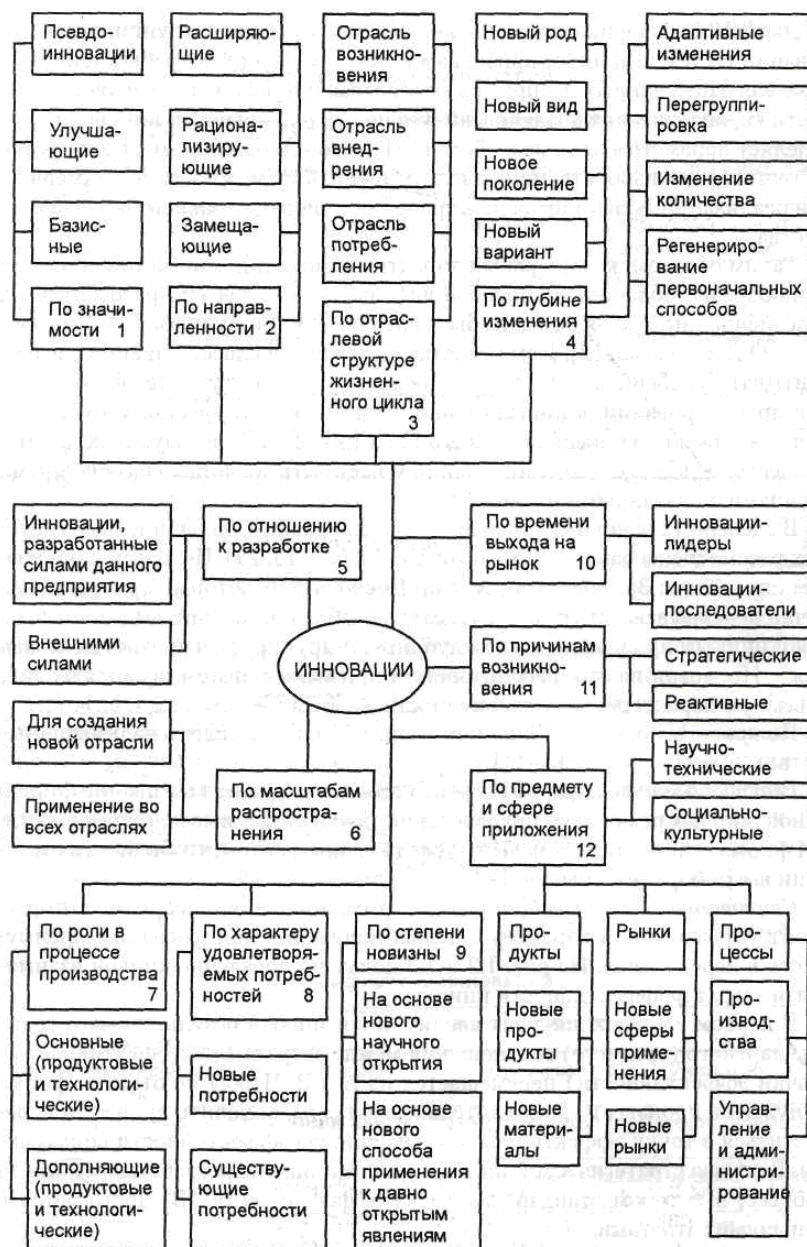 Псевдо-
инновации
Улучша-
ющие
Базис-
ные
По значи-
мости 1
Расширяю-
щие
Рациона-
лизирую-
щие
Замеща-
ющие
По направ-
ленности 2
Отрасль
возникно-
вения
Отрасль
внед-
рения
Отрасль
потреб-
ления
По отрас-
левой
структуре
жизнен-
ного цикла
3
Новый род
Новый вид
Новое
поколение
Новый
вариант
По глубине
изменения
4
Адаптивные
изменения
Перегруппи-
ровка
Изменение
количества
Регенериро-
вание
первоначальных
способов
Инновации,
разработанные
силами данного
предприятия
Внешними
силами
По отношению
к разработке
5
По времени
выхода на
рынок 10
Инновации-
лидеры
Инновации-
последователи
ИННОВАЦИИ
По причинам
возникно-
вения 11
Стратегические
Реактивные
Для создания
новой отрасли
Применение во
всех отраслях
По масштабам
распростра-
нения 6
По предмету
и сфере
приложения
12
Научно-
технические
Социально-
культурные
По роли в
процессе
производства
7
Основные
(продуктовые
и технологи-
ческие)
Дополняющие
(продуктовые
и технологи-
ческие)
По характеру
удовлетворя-
емых потреб-
ностей 8
Новые
потребности
Существу-
ющие
потребности
По степени
новизны 9
На основе
нового
научного
открытия
На основе
нового
способа
применения
к давно
открытым
явлениям
Про-
дукты
Новые
про-
дукты
Новые
матери-
алы
Рынки
Новые
сферы
приме-
нения
Новые
рынки
Про-
цессы
Про-
извод-
ства
Управ-
ление
и адми-
нистри-
рование